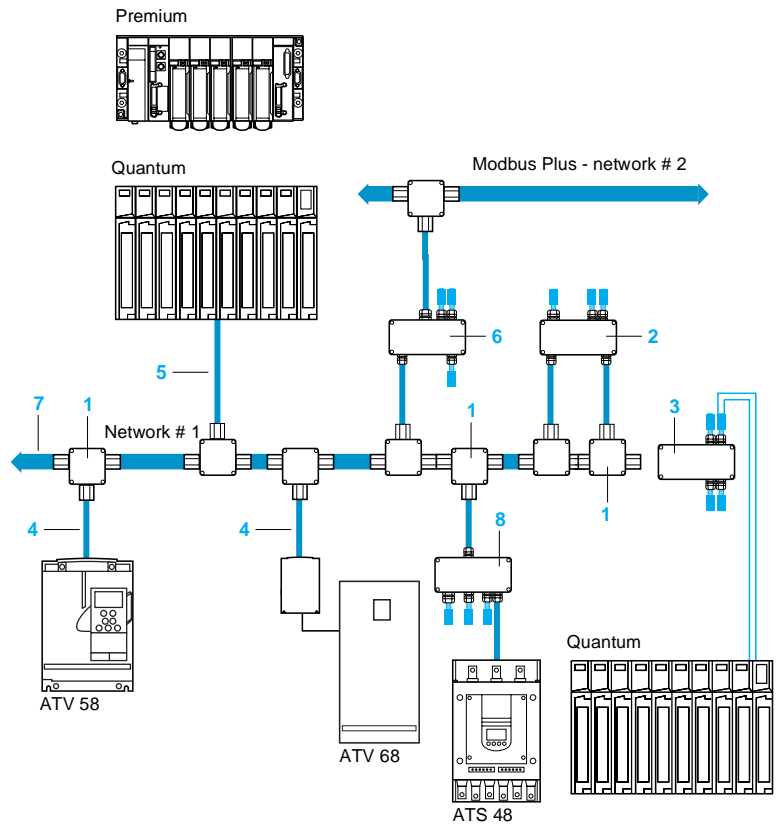 Premium
Modbus Plus - network # 2
Quantum
6
2
5
3
7
1
Network # 1
1
1
4
4
8
Quantum
ATV 58
ATV 68
ATS 48